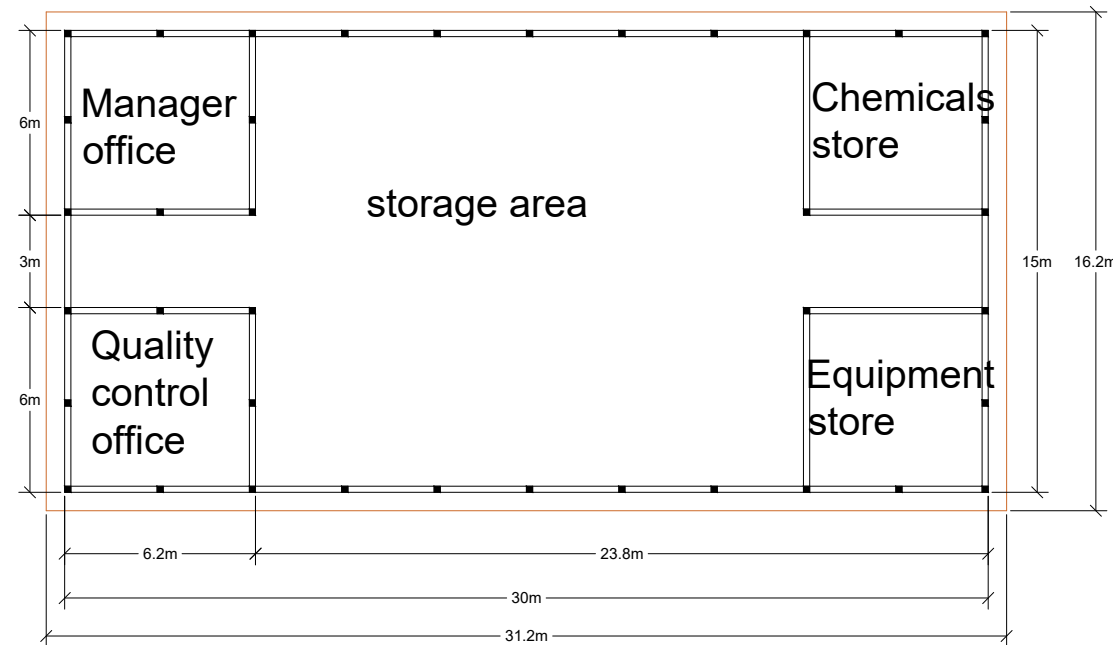 Manager
office
Chemicals
store
storage area
6m
3m
6m
15m
16.2m
Quality
control
office
Equipment
store
6.2m
23.8m
30m
31.2m